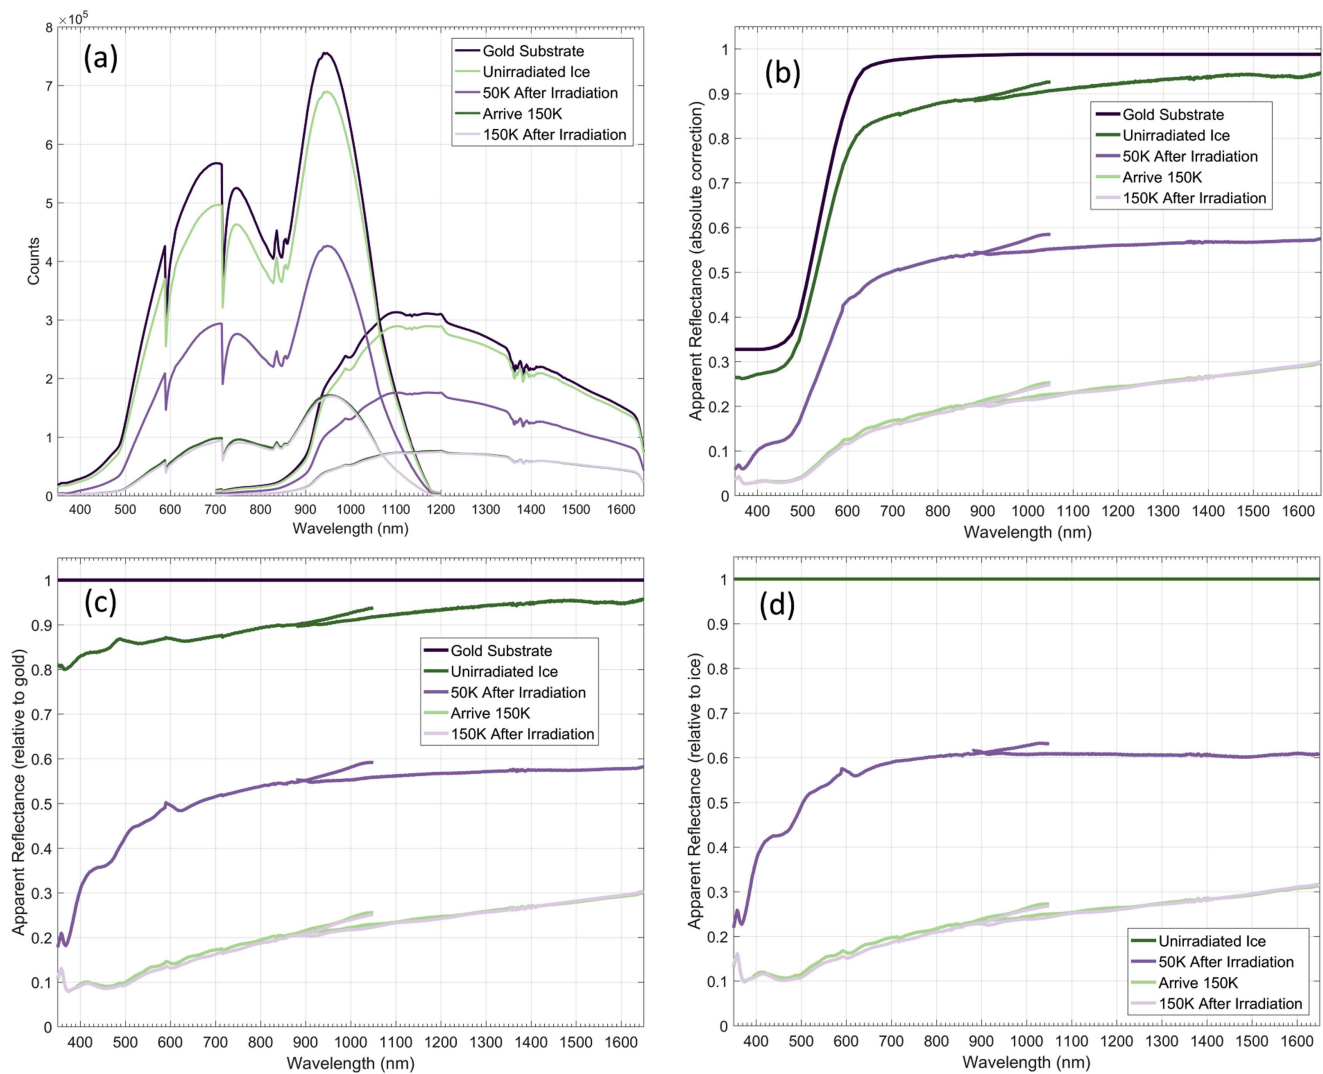 ×10⁵
(a)
Gold Substrate
Unirradiated Ice
50K After Irradiation
Arrive 150K
150K After Irradiation
Counts
8
7
6
5
4
3
2
1
0
400 500 600 700 800 900 1000 1100 1200 1300 1400 1500 1600
Wavelength (nm)
(b)
Gold Substrate
Unirradiated Ice
50K After Irradiation
Arrive 150K
150K After Irradiation
Apparent Reflectance (absolute correction)
1
0.9
0.8
0.7
0.6
0.5
0.4
0.3
0.2
0.1
0
400 500 600 700 800 900 1000 1100 1200 1300 1400 1500 1600
Wavelength (nm)
(c)
Gold Substrate
Unirradiated Ice
50K After Irradiation
Arrive 150K
150K After Irradiation
Apparent Reflectance (relative to gold)
1
0.9
0.8
0.7
0.6
0.5
0.4
0.3
0.2
0.1
0
400 500 600 700 800 900 1000 1100 1200 1300 1400 1500 1600
Wavelength (nm)
(d)
Unirradiated Ice
50K After Irradiation
Arrive 150K
150K After Irradiation
Apparent Reflectance (relative to ice)
1
0.9
0.8
0.7
0.6
0.5
0.4
0.3
0.2
0.1
0
400 500 600 700 800 900 1000 1100 1200 1300 1400 1500 1600
Wavelength (nm)